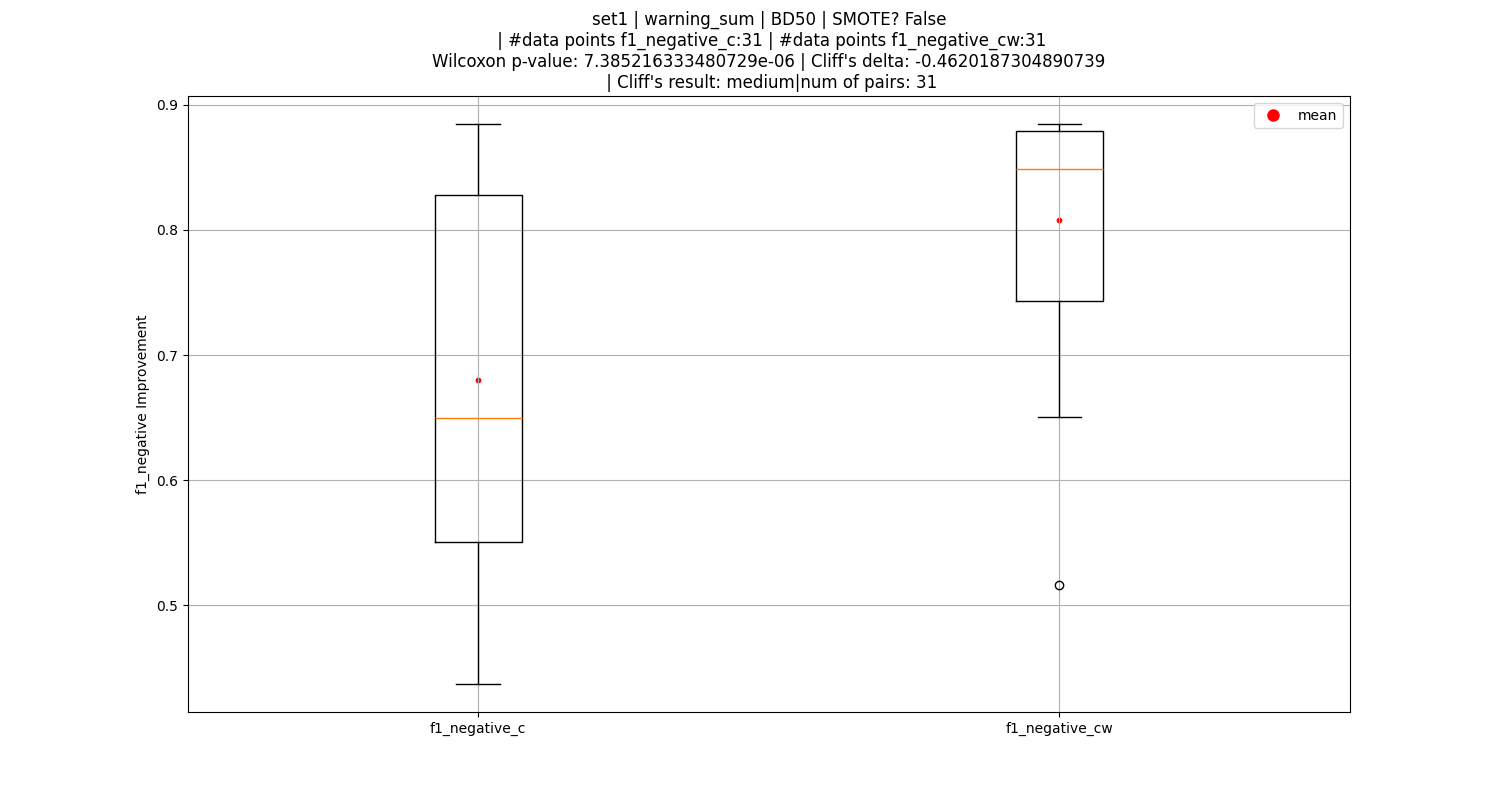 set1 | warning_sum | BD50 | SMOTE? False
| #data points f1_negative_c:31 | #data points f1_negative_cw:31
Wilcoxon p-value: 7.385216333480729e-06 | Cliff's delta: -0.4620187304890739
| Cliff's result: medium|num of pairs: 31
mean
f1_negative Improvement
0.9
0.8
0.7
0.6
0.5
f1_negative_c
f1_negative_cw